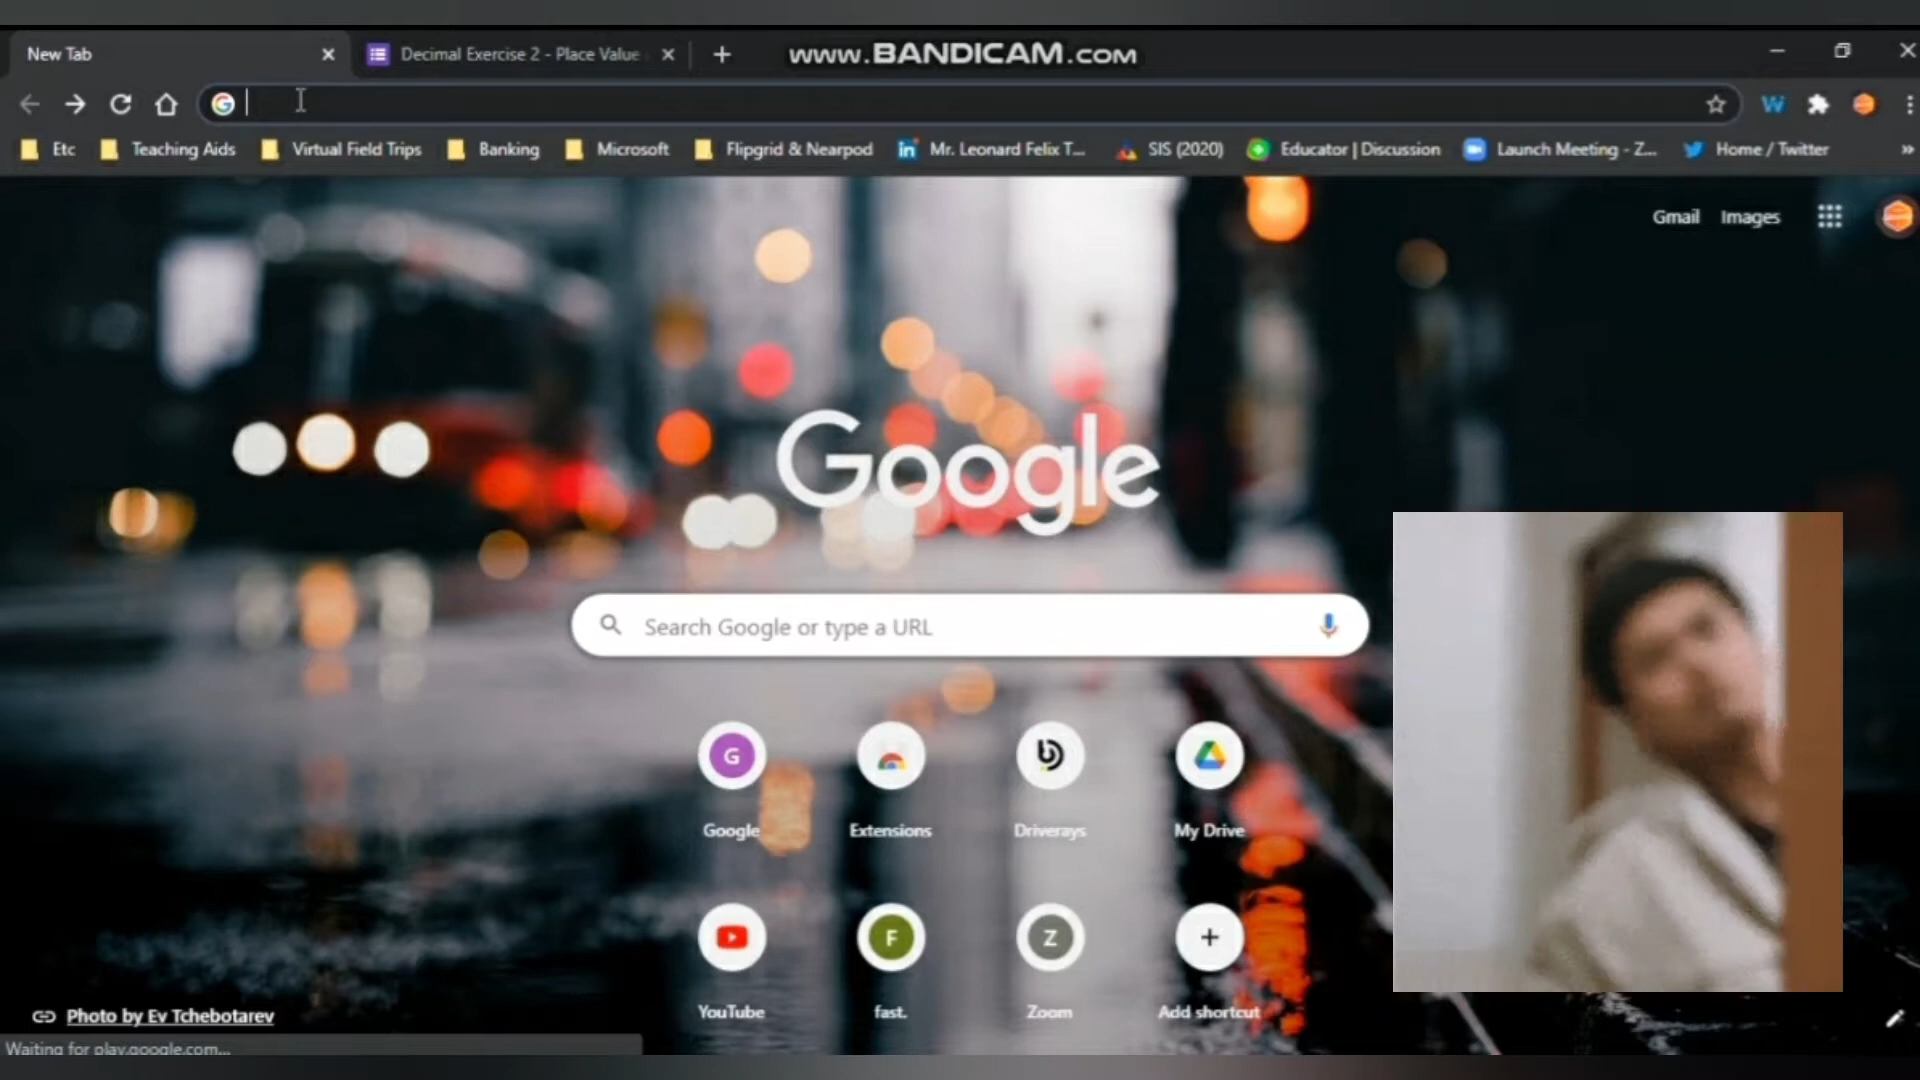 New Tab
Decimal Exercise 2 - Place Value
www.BANDICAM.com
Etc
Teaching Aids
Virtual Field Trips
Banking
Microsoft
Flipgrid & Nearpod
Mr. Leonard Felix T...
SIS (2020)
Educator | Discussion
Launch Meeting - Z...
Home / Twitter
Gmail
Images
Google
Search Google or type a URL
G
Google
Extensions
Driverays
My Drive
YouTube
F
fast.
Z
Zoom
Add shortcut
Photo by Ev Tchebotarev
Waiting for play.google.com...